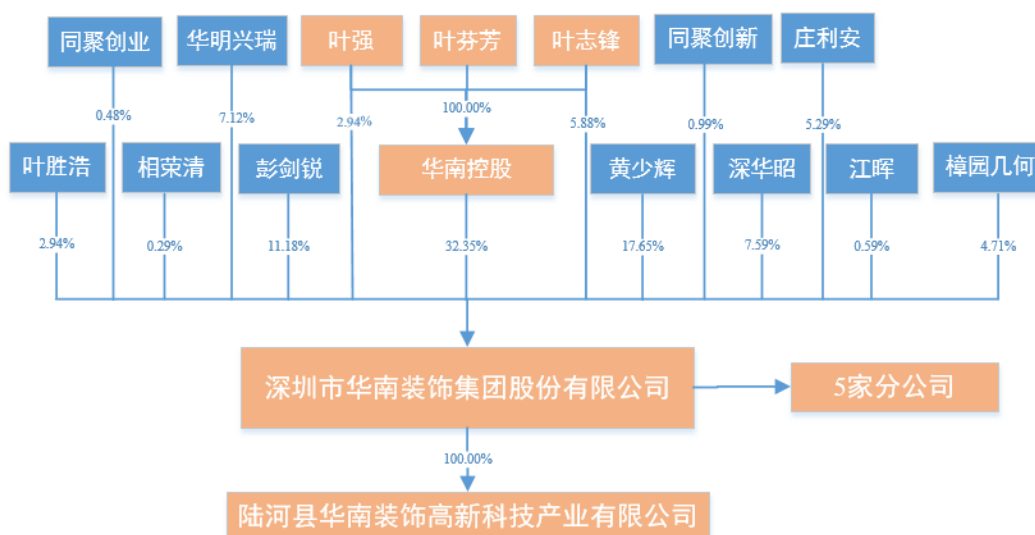 同聚创业
华明兴瑞
叶强
叶芬芳
叶志锋
同聚创新
庄利安
0.48%
7.12%
2.94%
100.00%
5.88%
0.99%
5.29%
叶胜浩
相荣清
彭剑锐
华南控股
黄少辉
深华昭
江晖
樟园几何
2.94%
0.29%
11.18%
32.35%
17.65%
7.59%
0.59%
4.71%
深圳市华南装饰集团股份有限公司
5家分公司
100.00%
陆河县华南装饰高新科技产业有限公司